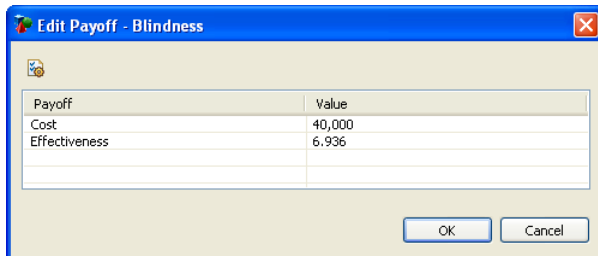 Edit Payoff - Blindness
Payoff Value
Cost 40,000
Effectiveness 6.936
OK Cancel